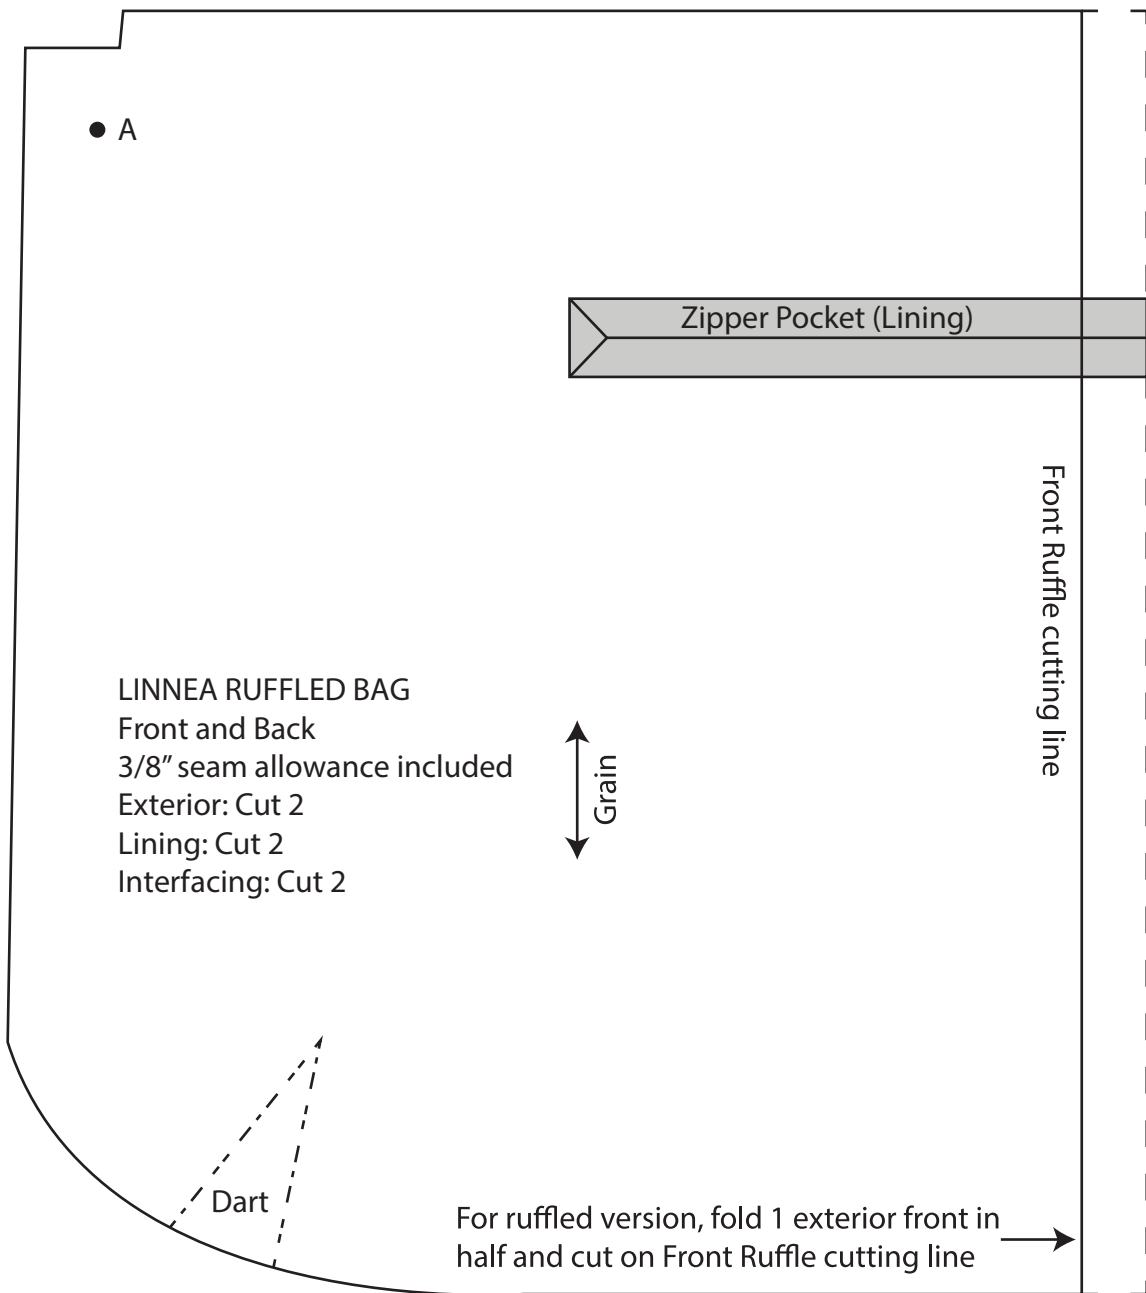 A
Zipper Pocket (Lining)
Front Ruffle cutting line
LINNEA RUFFLED BAG
Front and Back
3/8” seam allowance included
Exterior: Cut 2
Lining: Cut 2
Interfacing: Cut 2
Grain
Dart
For ruffled version, fold 1 exterior front in
half and cut on Front Ruffle cutting line